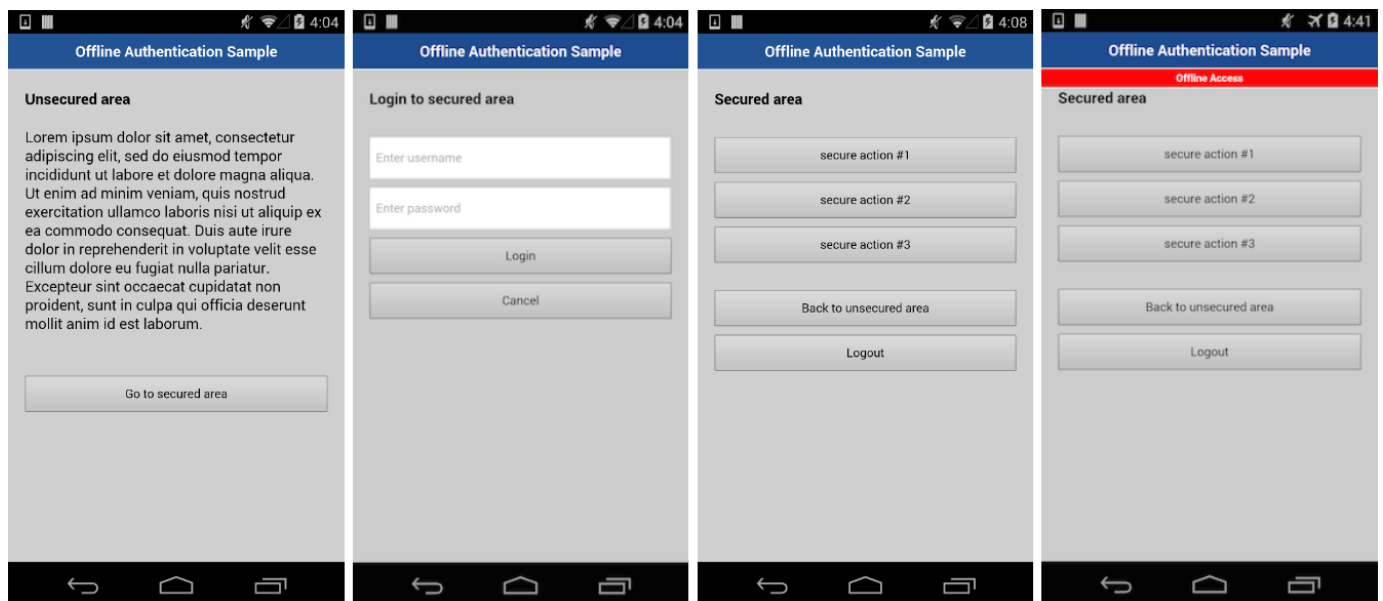 4:04
Offline Authentication Sample
Unsecured area
Lorem ipsum dolor sit amet, consectetur
adipiscing elit, sed do eiusmod tempor
incididunt ut labore et dolore magna aliqua.
Ut enim ad minim veniam, quis nostrud
exercitation ullamco laboris nisi ut aliquip ex
ea commodo consequat. Duis aute irure
dolor in reprehenderit in voluptate velit esse
cillum dolore eu fugiat nulla pariatur.
Excepteur sint occaecat cupidatat non
proident, sunt in culpa qui officia deserunt
mollit anim id est laborum.
Go to secured area
4:04
Offline Authentication Sample
Login to secured area
Enter username
Enter password
Login
Cancel
4:08
Offline Authentication Sample
Secured area
secure action #1
secure action #2
secure action #3
Back to unsecured area
Logout
4:41
Offline Authentication Sample
Offline Access
Secured area
secure action #1
secure action #2
secure action #3
Back to unsecured area
Logout